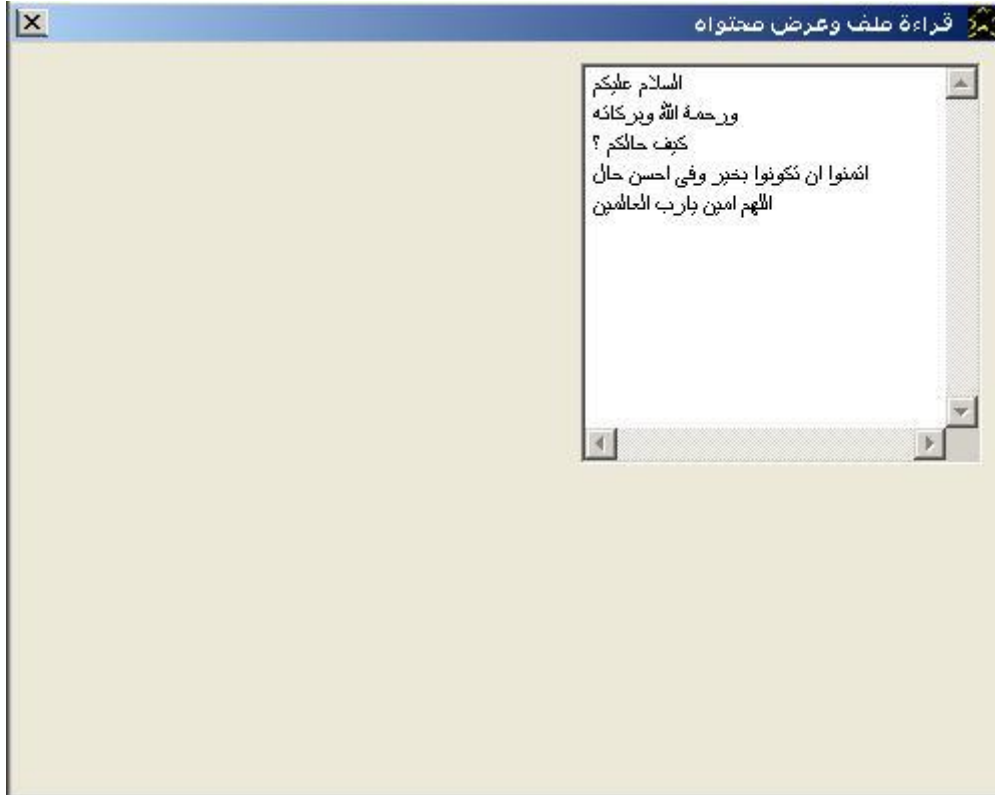 قراءة ملف وعرض محتواه
السلام عليكم
ورحمة الله وبركاته
كيف حالكم ؟
اتمنوا ان تكونوا بخير وفى احسن حال
اللهم امين يارب العالمين